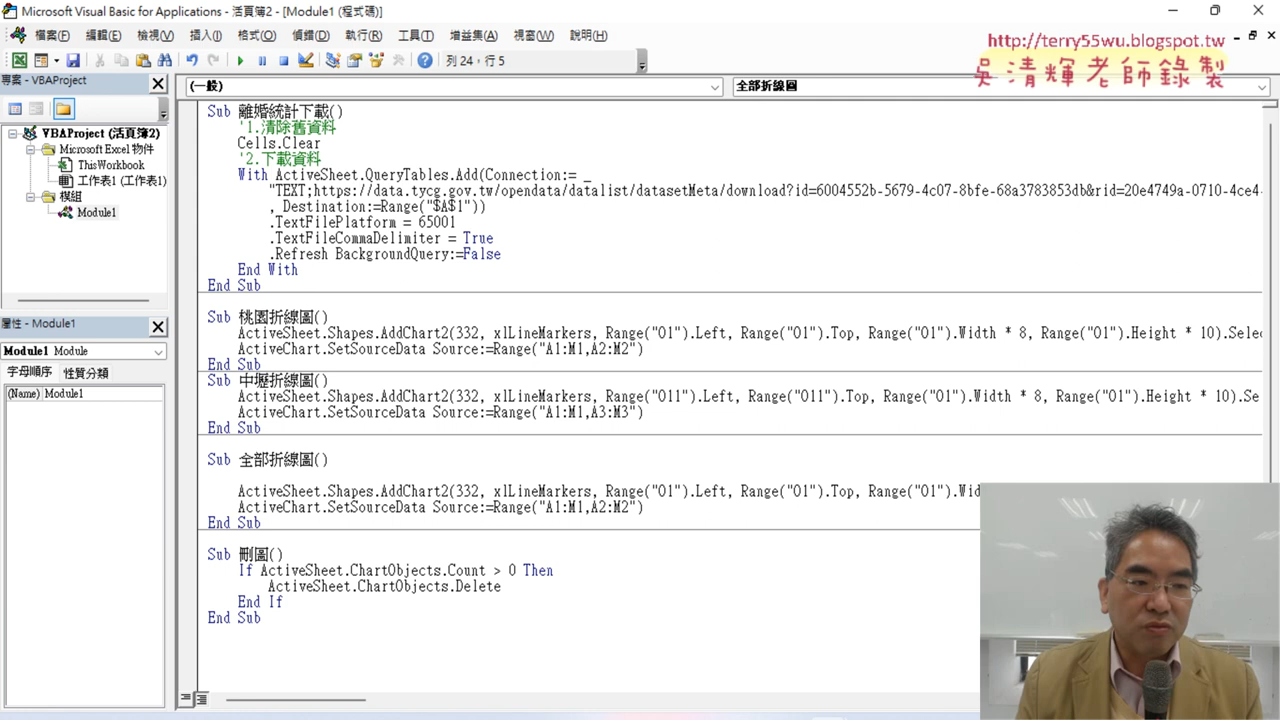 Microsoft Visual Basic for Applications - 活頁簿2 - [Module1 (程式碼)]
檔案(F) 編輯(E) 檢視(V) 插入(I) 格式(O) 偵錯(D) 執行(R) 工具(T) 增益集(A) 視窗(W) 說明(H)
列 24，行 5
http://terry55wu.blogspot.tw
吳清輝老師錄製
專案 - VBAProject
(一般)
全部折線圖
VBAProject (活頁簿2)
Microsoft Excel 物件
ThisWorkbook
工作表1 (工作表1)
模組
Module1
屬性 - Module1
Module1 Module
字母順序 性質分類
(Name) Module1
Sub 離婚統計下載()
'1.清除舊資料
Cells.Clear
'2.下載資料
With ActiveSheet.QueryTables.Add(Connection:= _
"TEXT;https://data.tycg.gov.tw/opendata/datalist/datasetMeta/download?id=6004552b-5679-4c07-8bfe-68a3783853db&rid=20e4749a-0710-4ce4-
, Destination:=Range("$A$1"))
.TextFilePlatform = 65001
.TextFileCommaDelimiter = True
.Refresh BackgroundQuery:=False
End With
End Sub
Sub 桃園折線圖()
ActiveSheet.Shapes.AddChart2(332, xlLineMarkers, Range("O1").Left, Range("O1").Top, Range("O1").Width * 8, Range("O1").Height * 10).Selec
ActiveChart.SetSourceData Source:=Range("A1:M1,A2:M2")
End Sub
Sub 中壢折線圖()
ActiveSheet.Shapes.AddChart2(332, xlLineMarkers, Range("O11").Left, Range("O11").Top, Range("O1").Width * 8, Range("O1").Height * 10).Se
ActiveChart.SetSourceData Source:=Range("A1:M1,A3:M3")
End Sub
Sub 全部折線圖()
ActiveSheet.Shapes.AddChart2(332, xlLineMarkers, Range("O1").Left, Range("O1").Top, Range("O1").Wid
ActiveChart.SetSourceData Source:=Range("A1:M1,A2:M2")
End Sub
Sub 刪圖()
If ActiveSheet.ChartObjects.Count > 0 Then
ActiveSheet.ChartObjects.Delete
End If
End Sub